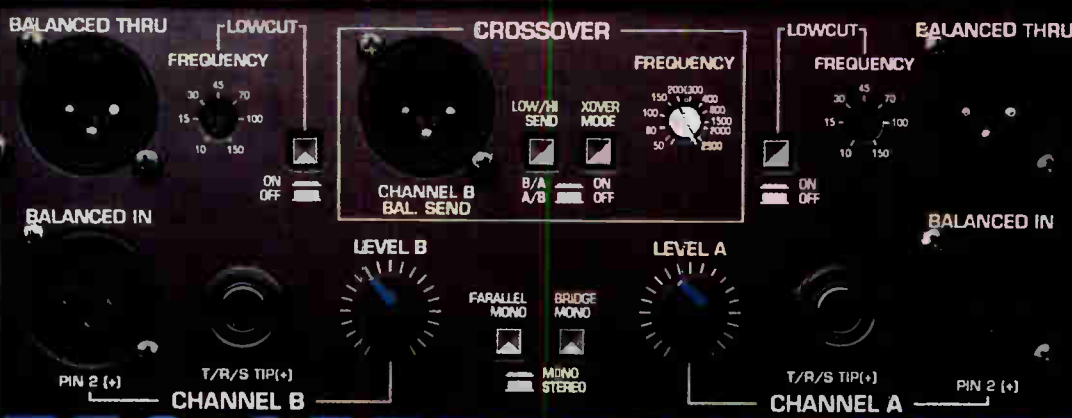 BALANCED THRU
LOWCUT
FREQUENCY
30 45 70
15 100
10 150
ON
OFF
CROSSOVER
LOW/HI
SEND
XOVER
MODE
FREQUENCY
200 300
150 400
100 800
80 1500
2000
50 2500
CHANNEL B
BAL. SEND
B/A
A/B
ON
OFF
LOWCUT
FREQUENCY
30 45 70
15 100
10 150
ON
OFF
BALANCED THRU
BALANCED IN
PIN 2 (+)
T/R/S TIP(+)
LEVEL B
CHANNEL B
PARALLEL
MONO
BRIDGE
MONO
MONO
STEREO
LEVEL A
T/R/S TIP(+)
CHANNEL A
BALANCED IN
PIN 2 (+)